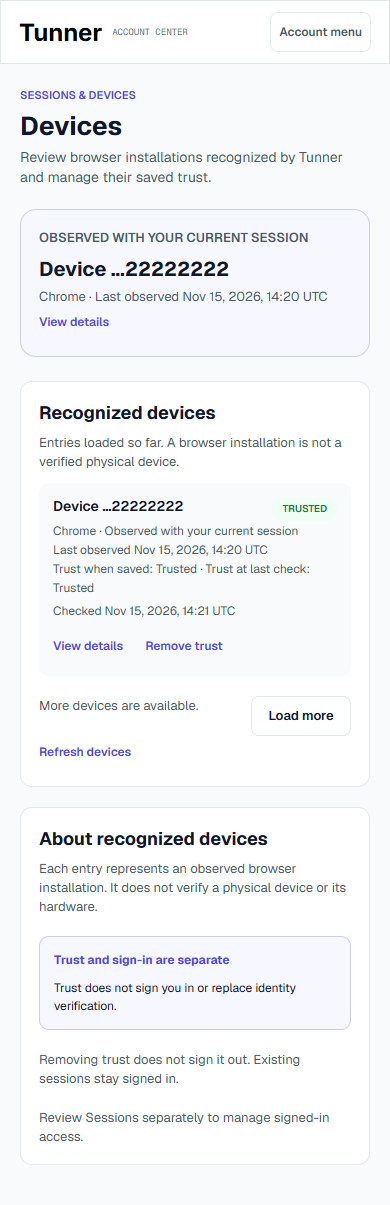 Tunner ACCOUNT CENTER Account menu
SESSIONS & DEVICES
Devices
Review browser installations recognized by Tunner
and manage their saved trust.
OBSERVED WITH YOUR CURRENT SESSION
Device …22222222
Chrome · Last observed Nov 15, 2026, 14:20 UTC
View details
Recognized devices
Entries loaded so far. A browser installation is not a
verified physical device.
Device …22222222 TRUSTED
Chrome · Observed with your current session
Last observed Nov 15, 2026, 14:20 UTC
Trust when saved: Trusted · Trust at last check:
Trusted
Checked Nov 15, 2026, 14:21 UTC
View details Remove trust
More devices are available. Load more
Refresh devices
About recognized devices
Each entry represents an observed browser
installation. It does not verify a physical device or its
hardware.
Trust and sign-in are separate
Trust does not sign you in or replace identity
verification.
Removing trust does not sign it out. Existing
sessions stay signed in.
Review Sessions separately to manage signed-in
access.